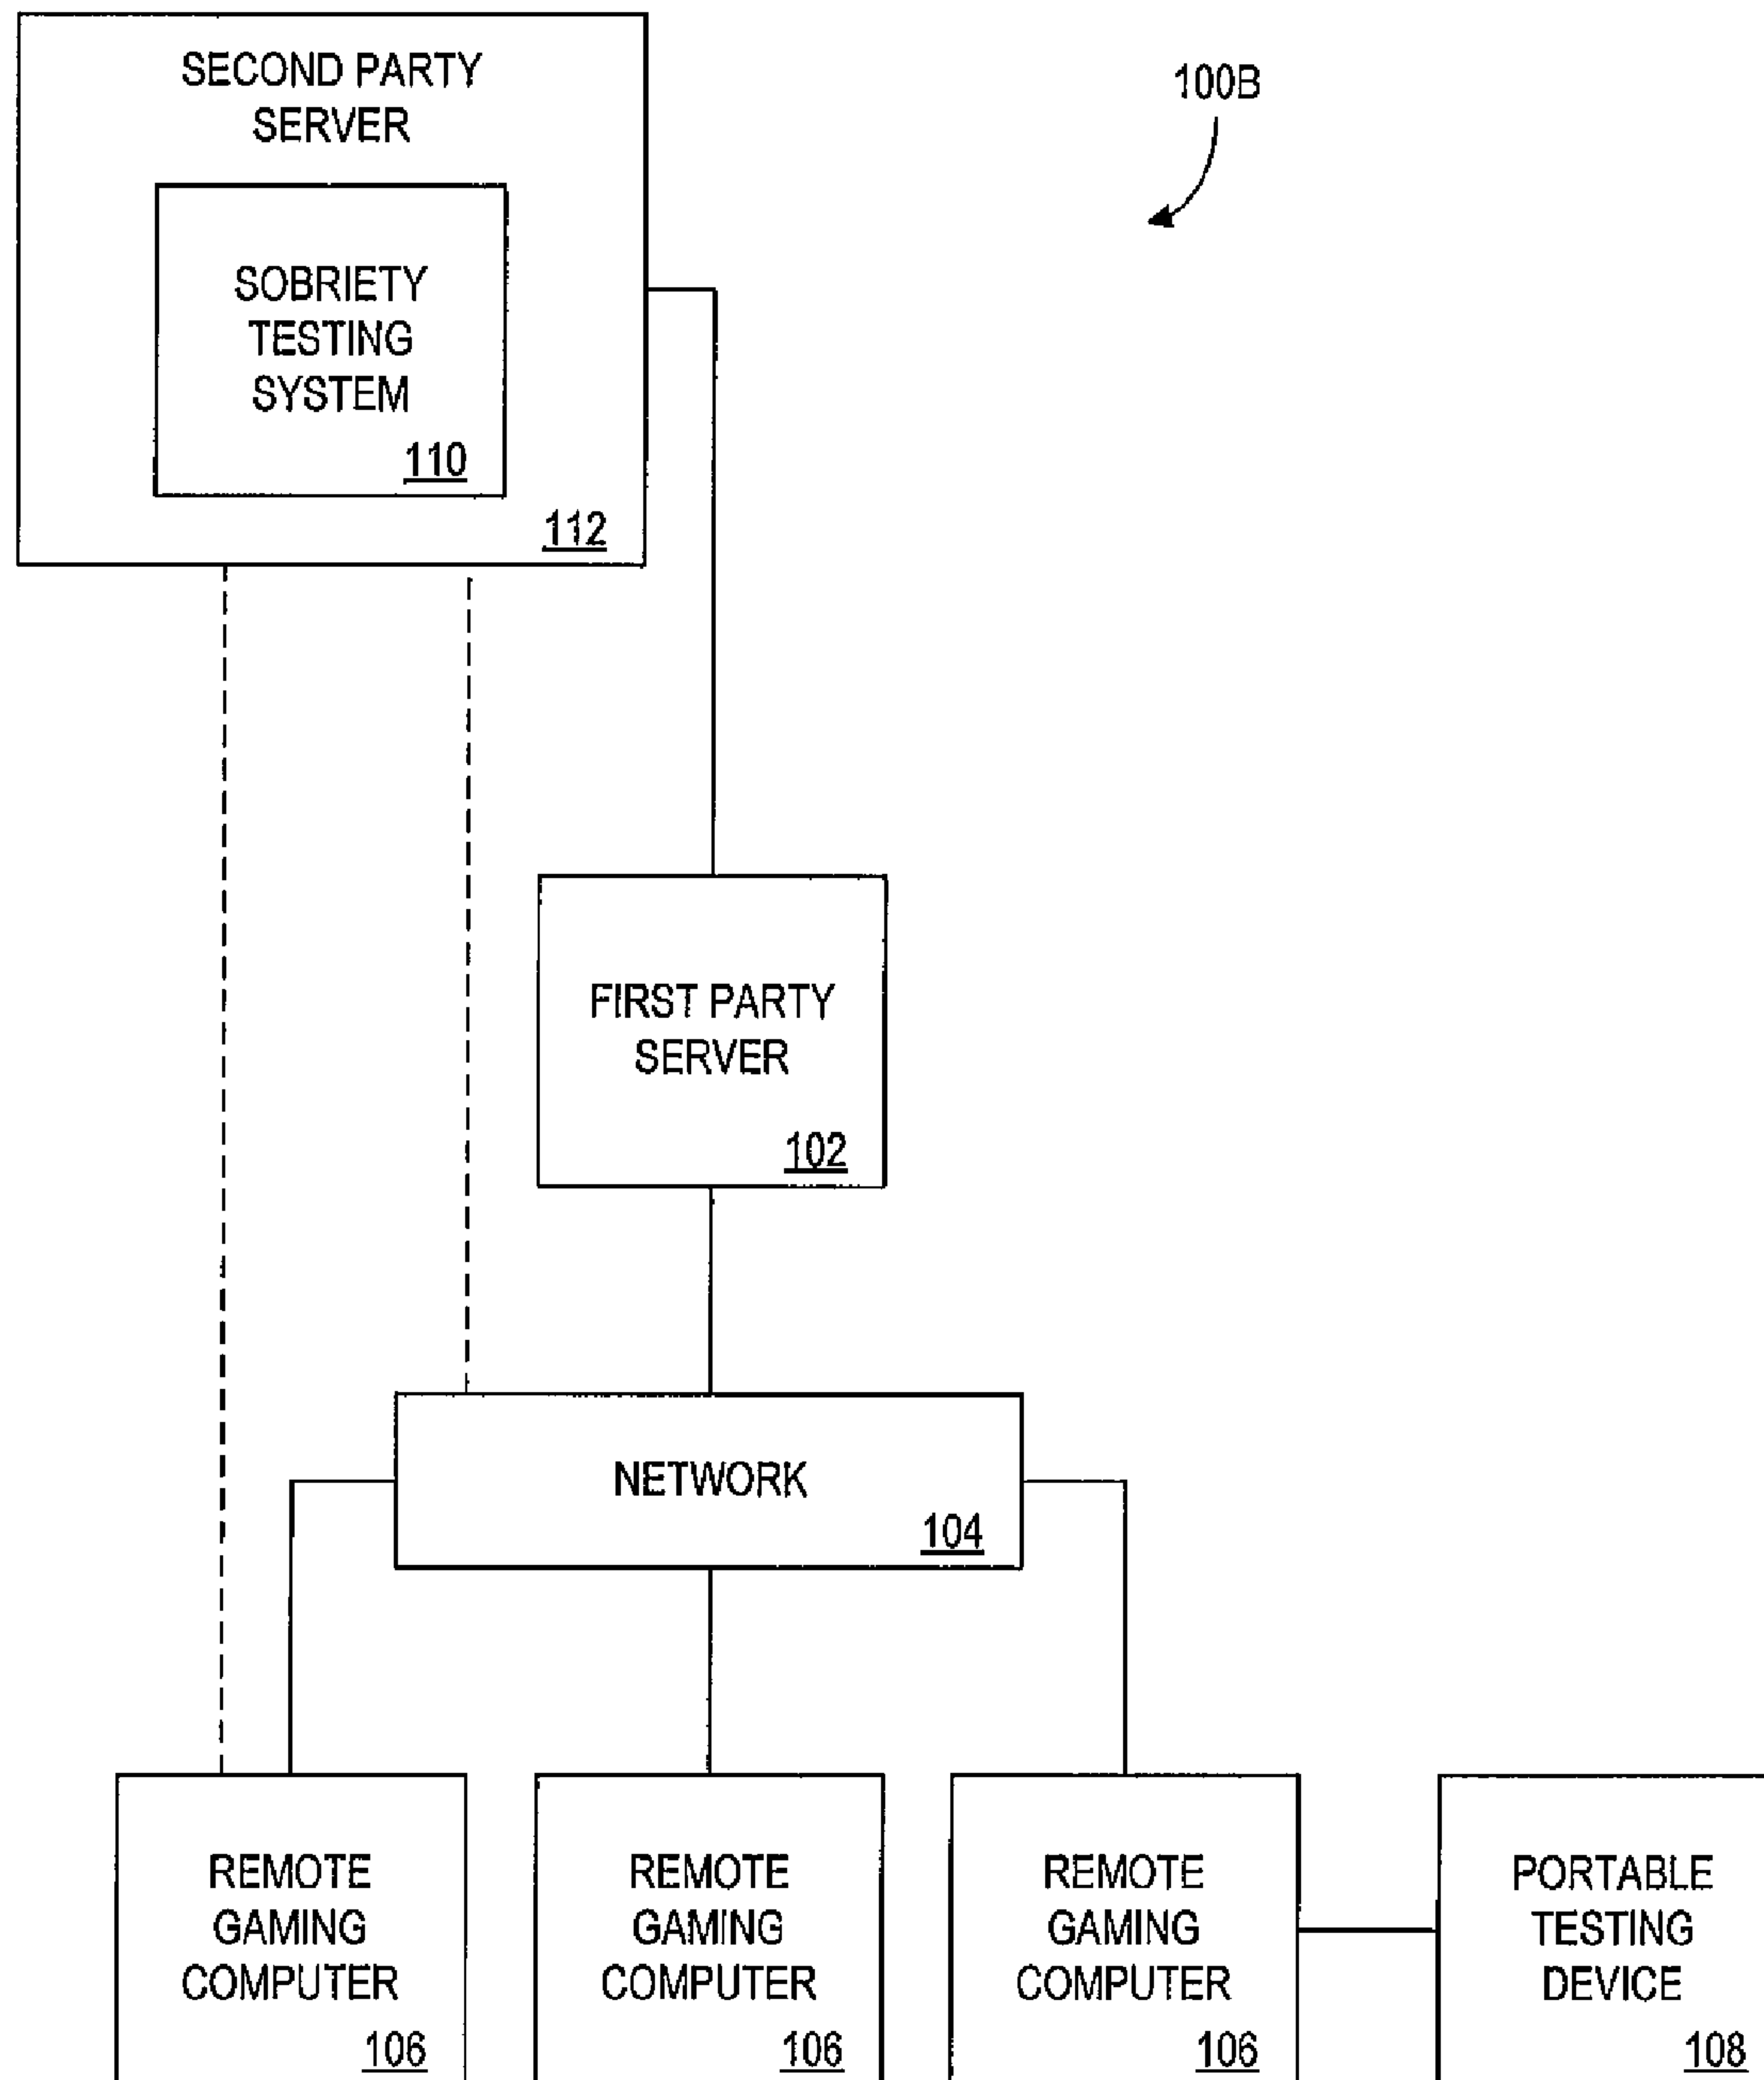 SECOND PARTY
SERVER
100B
SOBRIETY
TESTING
SYSTEM
110
112
FIRST PARTY
SERVER
102
NETWORK
104
REMOTE
GAMING
COMPUTER
106
REMOTE
GAMING
COMPUTER
106
REMOTE
GAMING
COMPUTER
106
PORTABLE
TESTING
DEVICE
108